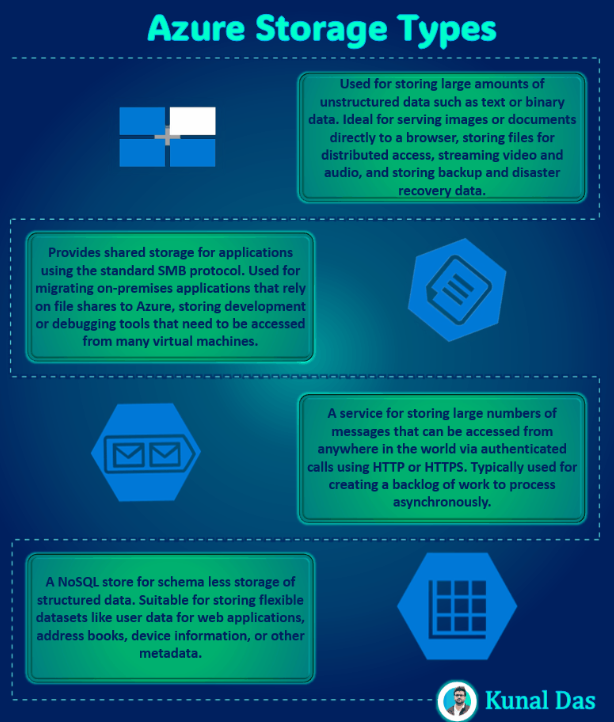 Azure Storage Types
Used for storing large amounts of
unstructured data such as text or binary
data. Ideal for serving images or documents
directly to a browser, storing files for
distributed access, streaming video and
audio, and storing backup and disaster
recovery data.
Provides shared storage for applications
using the standard SMB protocol. Used for
migrating on-premises applications that rely
on file shares to Azure, storing development
or debugging tools that need to be accessed
from many virtual machines.
A service for storing large numbers of
messages that can be accessed from
anywhere in the world via authenticated
calls using HTTP or HTTPS. Typically used for
creating a backlog of work to process
asynchronously.
A NoSQL store for schema less storage of
structured data. Suitable for storing flexible
datasets like user data for web applications,
address books, device information, or other
metadata.
Kunal Das